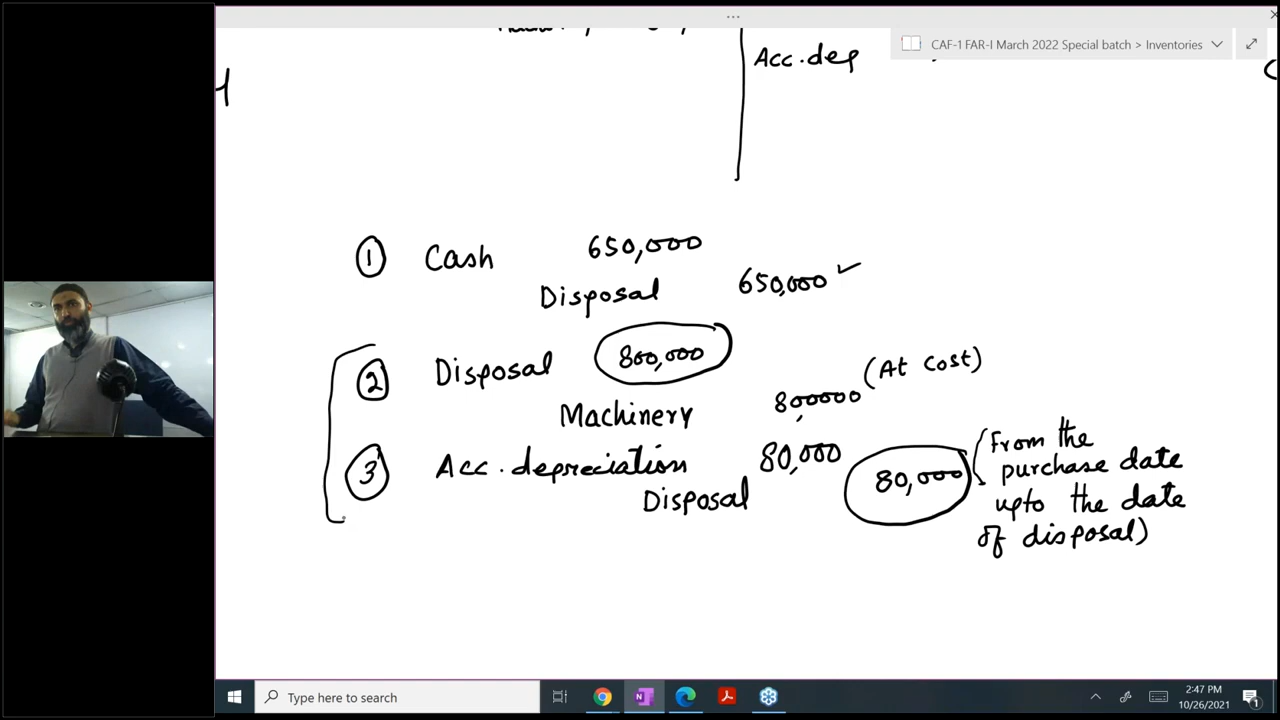 CAF-1 FAR-I March 2022 Special batch > Inventories
Acc.dep
① Cash 650,000
Disposal 650,000 ✓
② Disposal 800,000
Machinery 800000 (At cost)
③ Acc.depreciation 80,000
Disposal 80,000 (From the
purchase date
upto the date
of disposal)
Type here to search
2:47 PM
10/26/2021
1